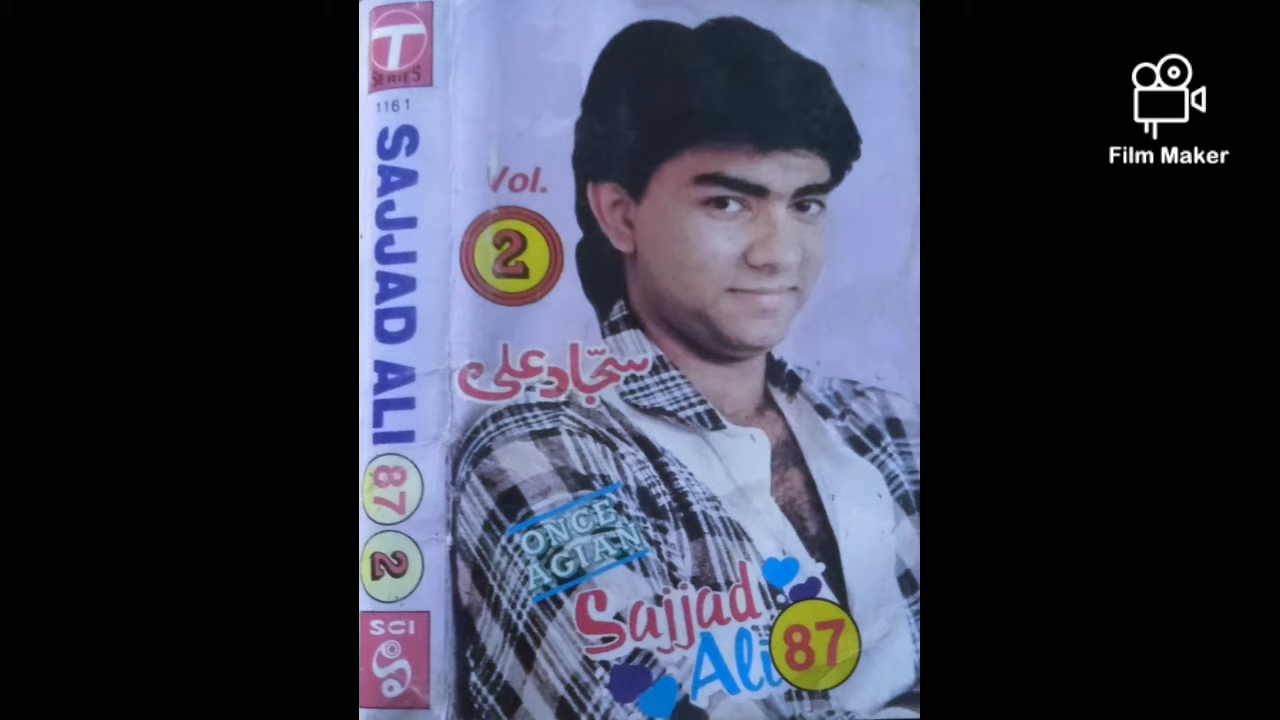 T
SERIES
1161
SAJJAD ALI
87
2
SCI
Vol.
2
سجّاد علی
ONCE
AGIAN
Sajjad
Ali
87
Film Maker